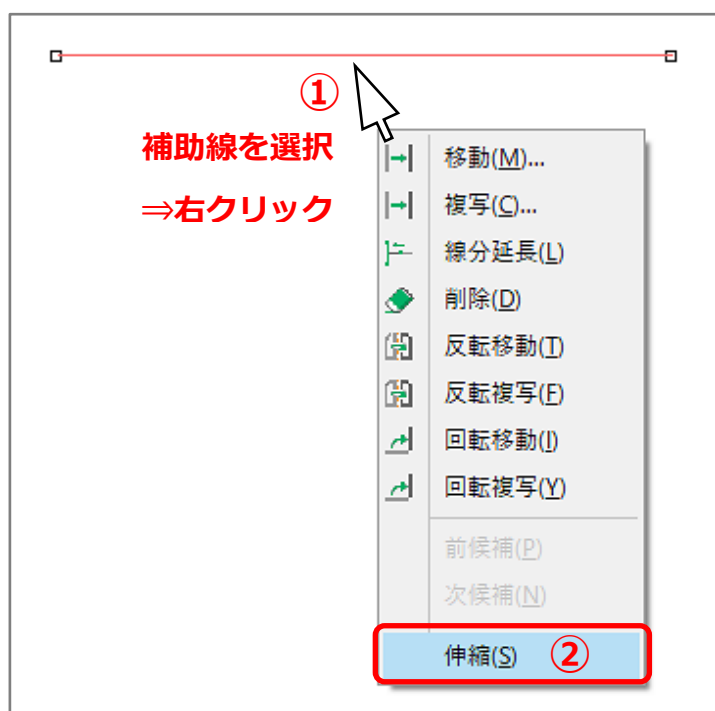 ①
補助線を選択
⇒右クリック
移動(M)...
複写(C)...
線分延長(L)
削除(D)
反転移動(T)
反転複写(F)
回転移動(I)
回転複写(Y)
前候補(P)
次候補(N)
伸縮(S) ②